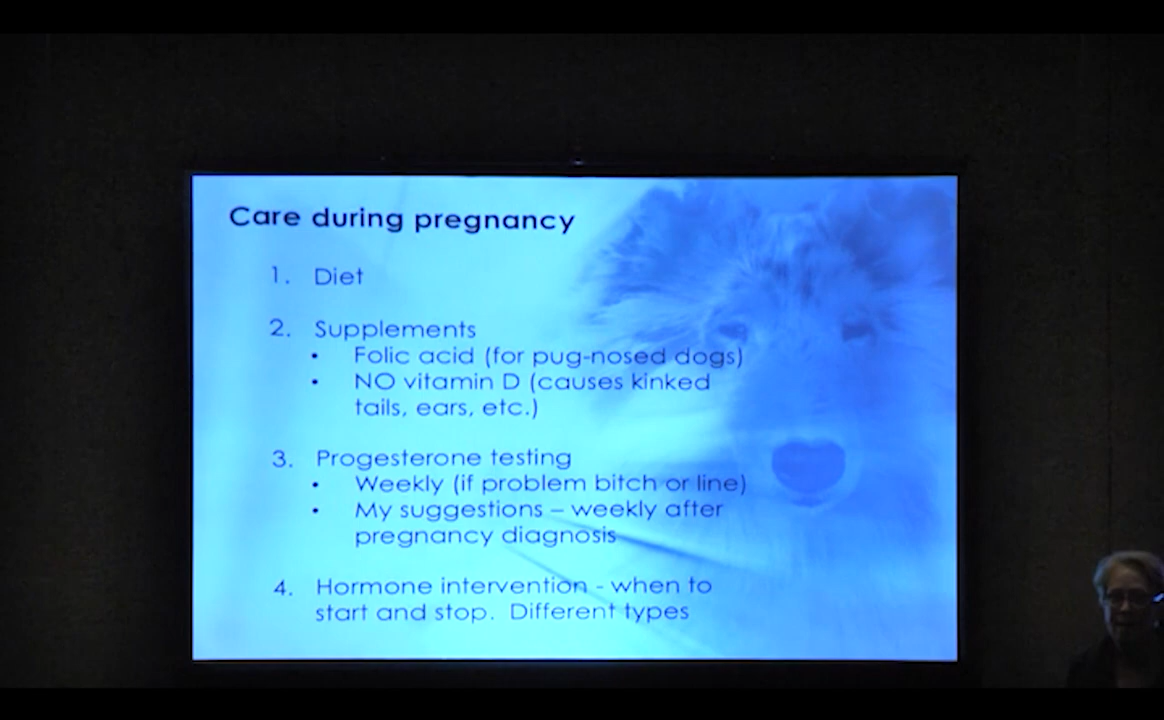 Care during pregnancy
1. Diet
2. Supplements
• Folic acid (for pug-nosed dogs)
• NO vitamin D (causes kinked
tails, ears, etc.)
3. Progesterone testing
• Weekly (if problem bitch or line)
• My suggestions – weekly after
pregnancy diagnosis
4. Hormone intervention - when to
start and stop. Different types